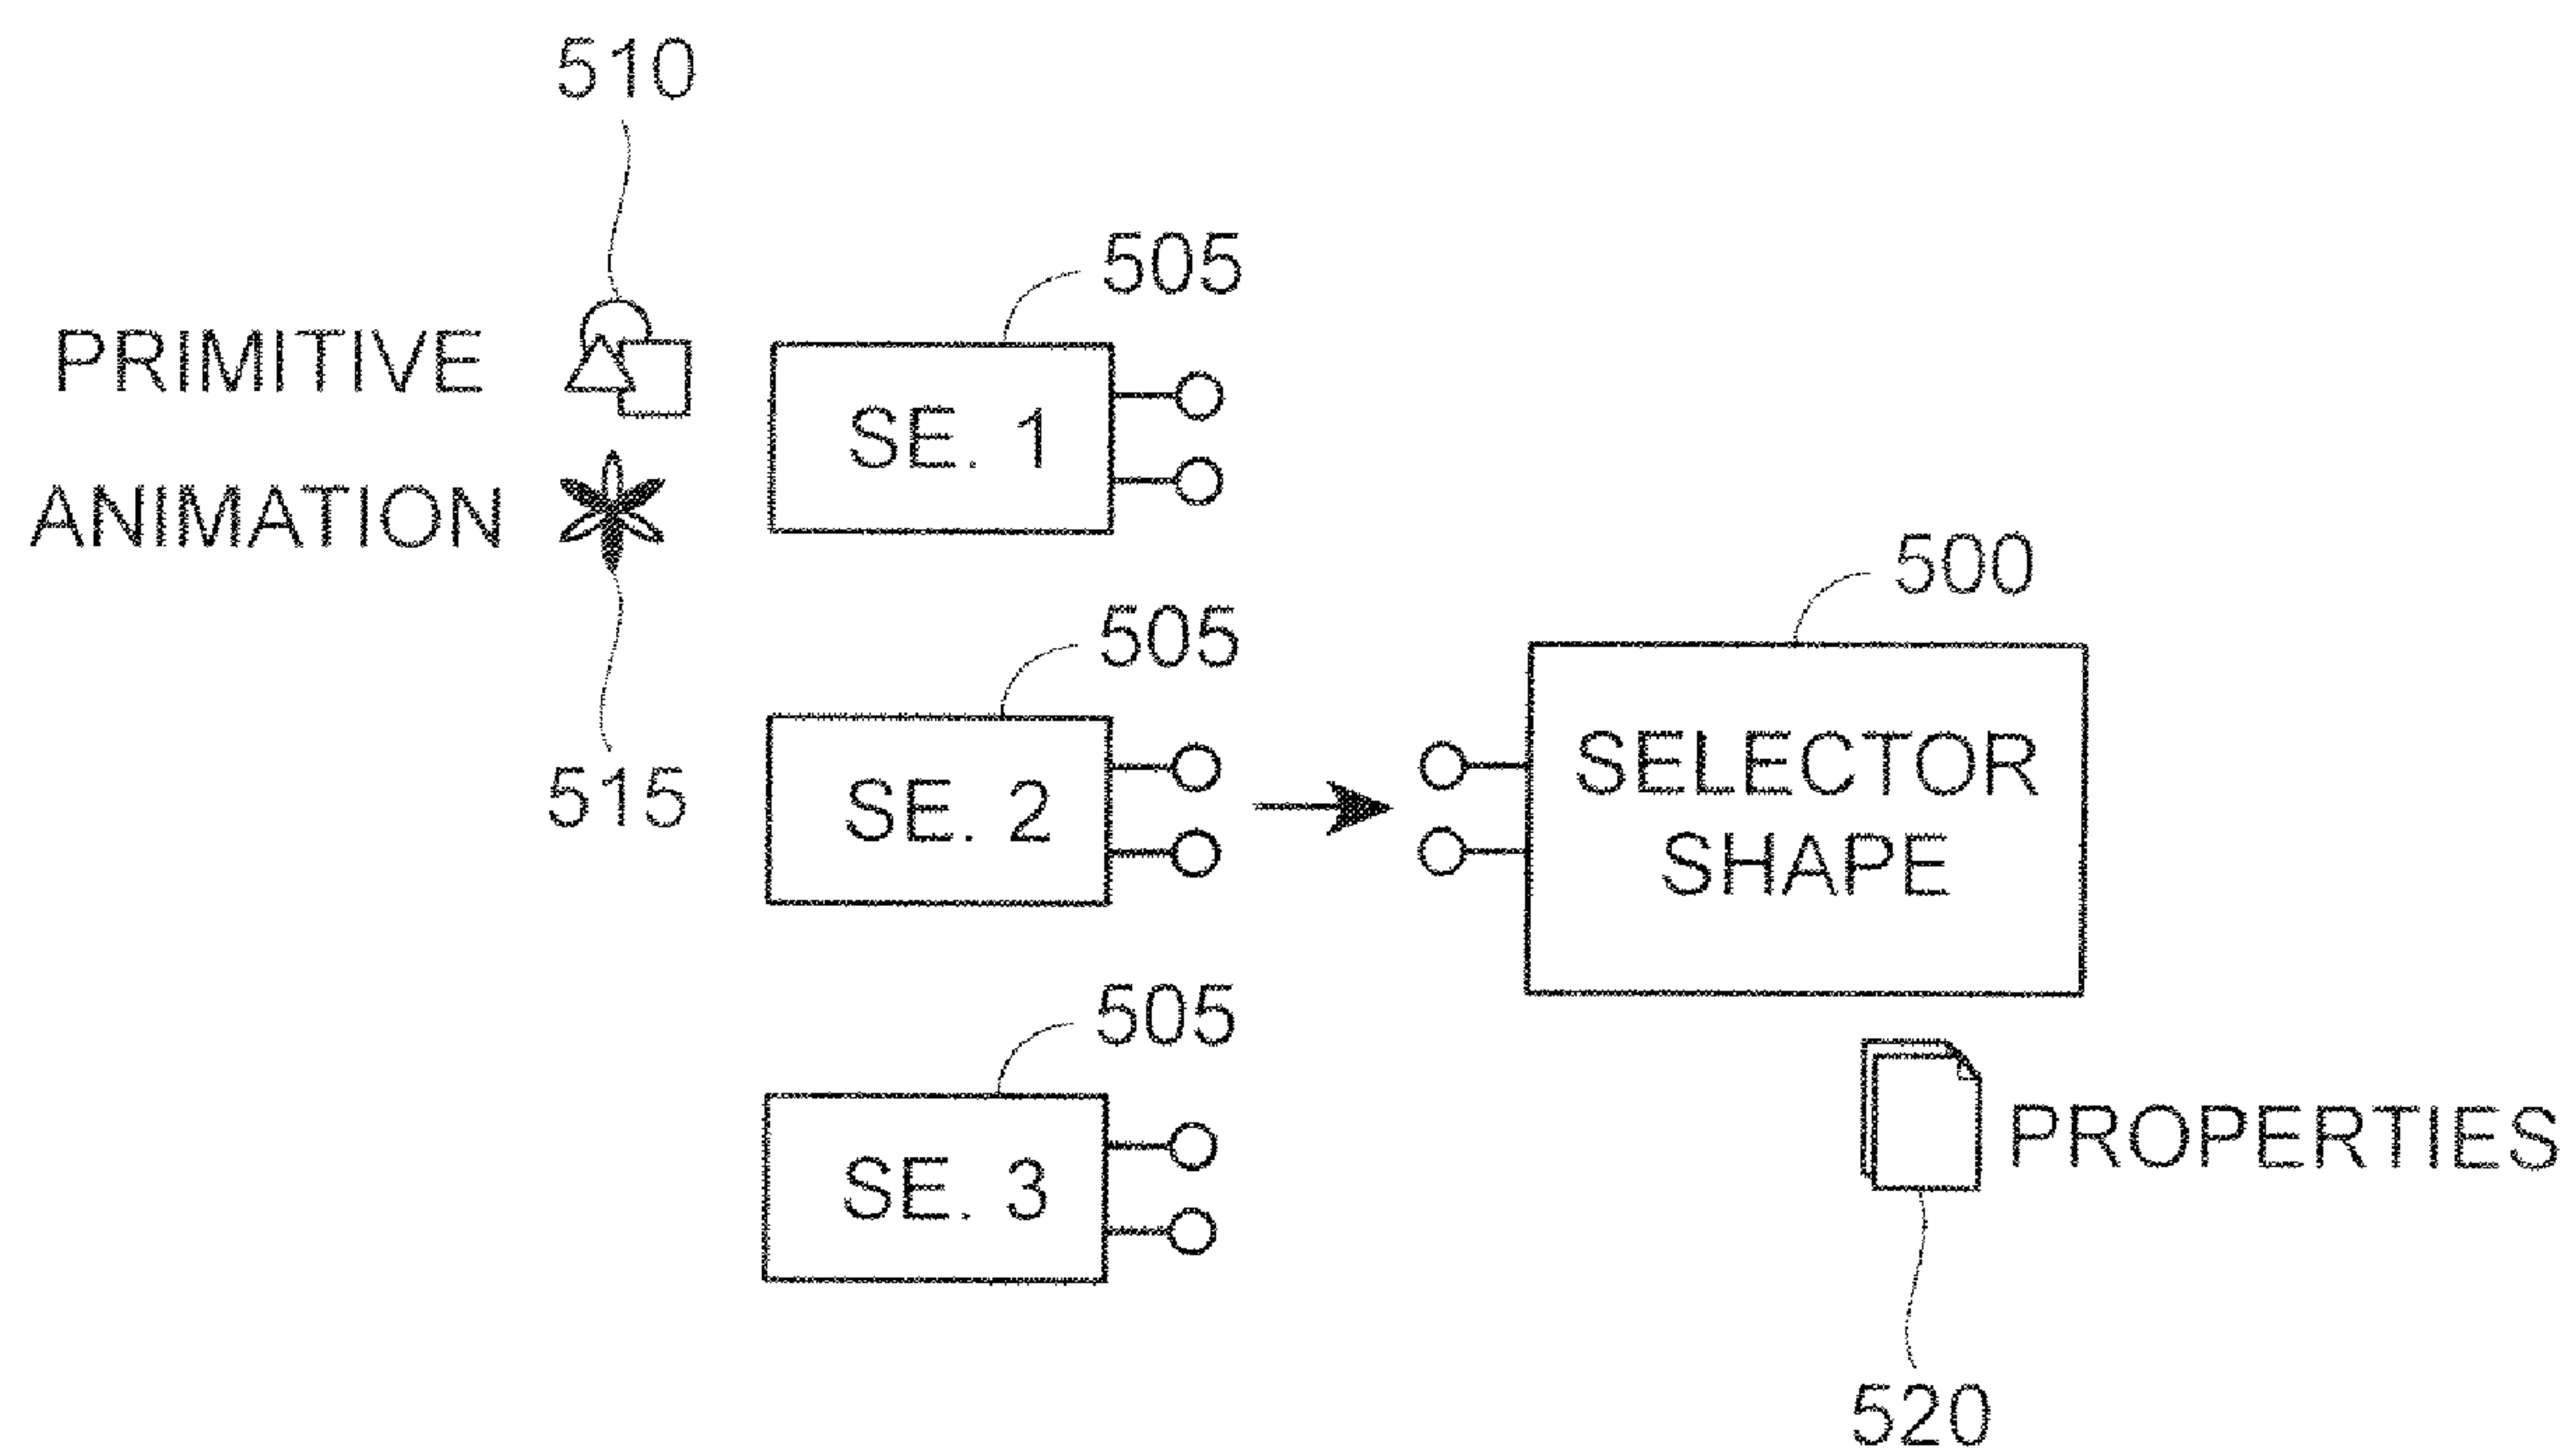 510
505
PRIMITIVE
SE. 1
ANIMATION
500
505
SELECTOR
SHAPE
515
SE. 2
505
PROPERTIES
SE. 3
520